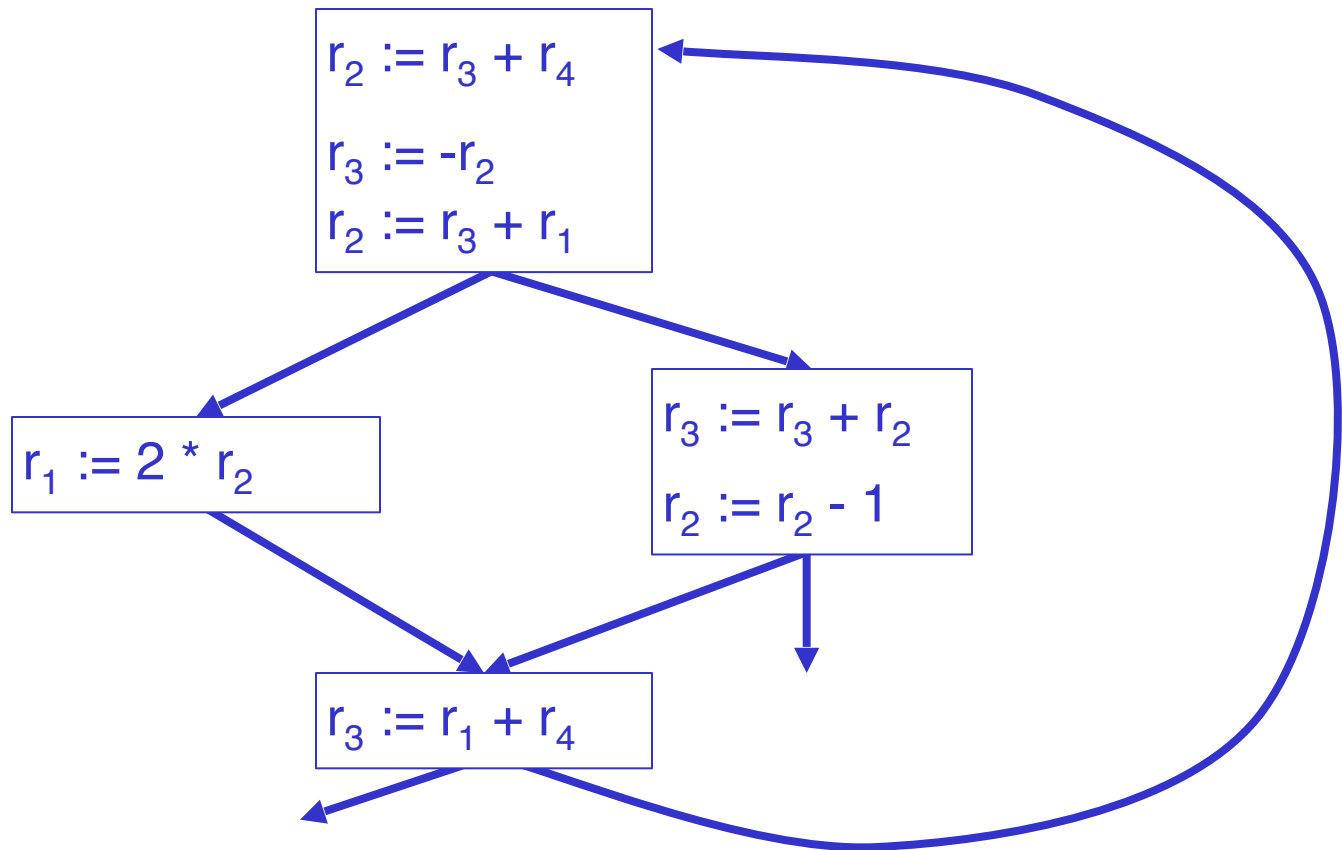 r₂ := r₃ + r₄
r₃ := -r₂
r₂ := r₃ + r₁
r₁ := 2 * r₂
r₃ := r₃ + r₂
r₂ := r₂ - 1
r₃ := r₁ + r₄